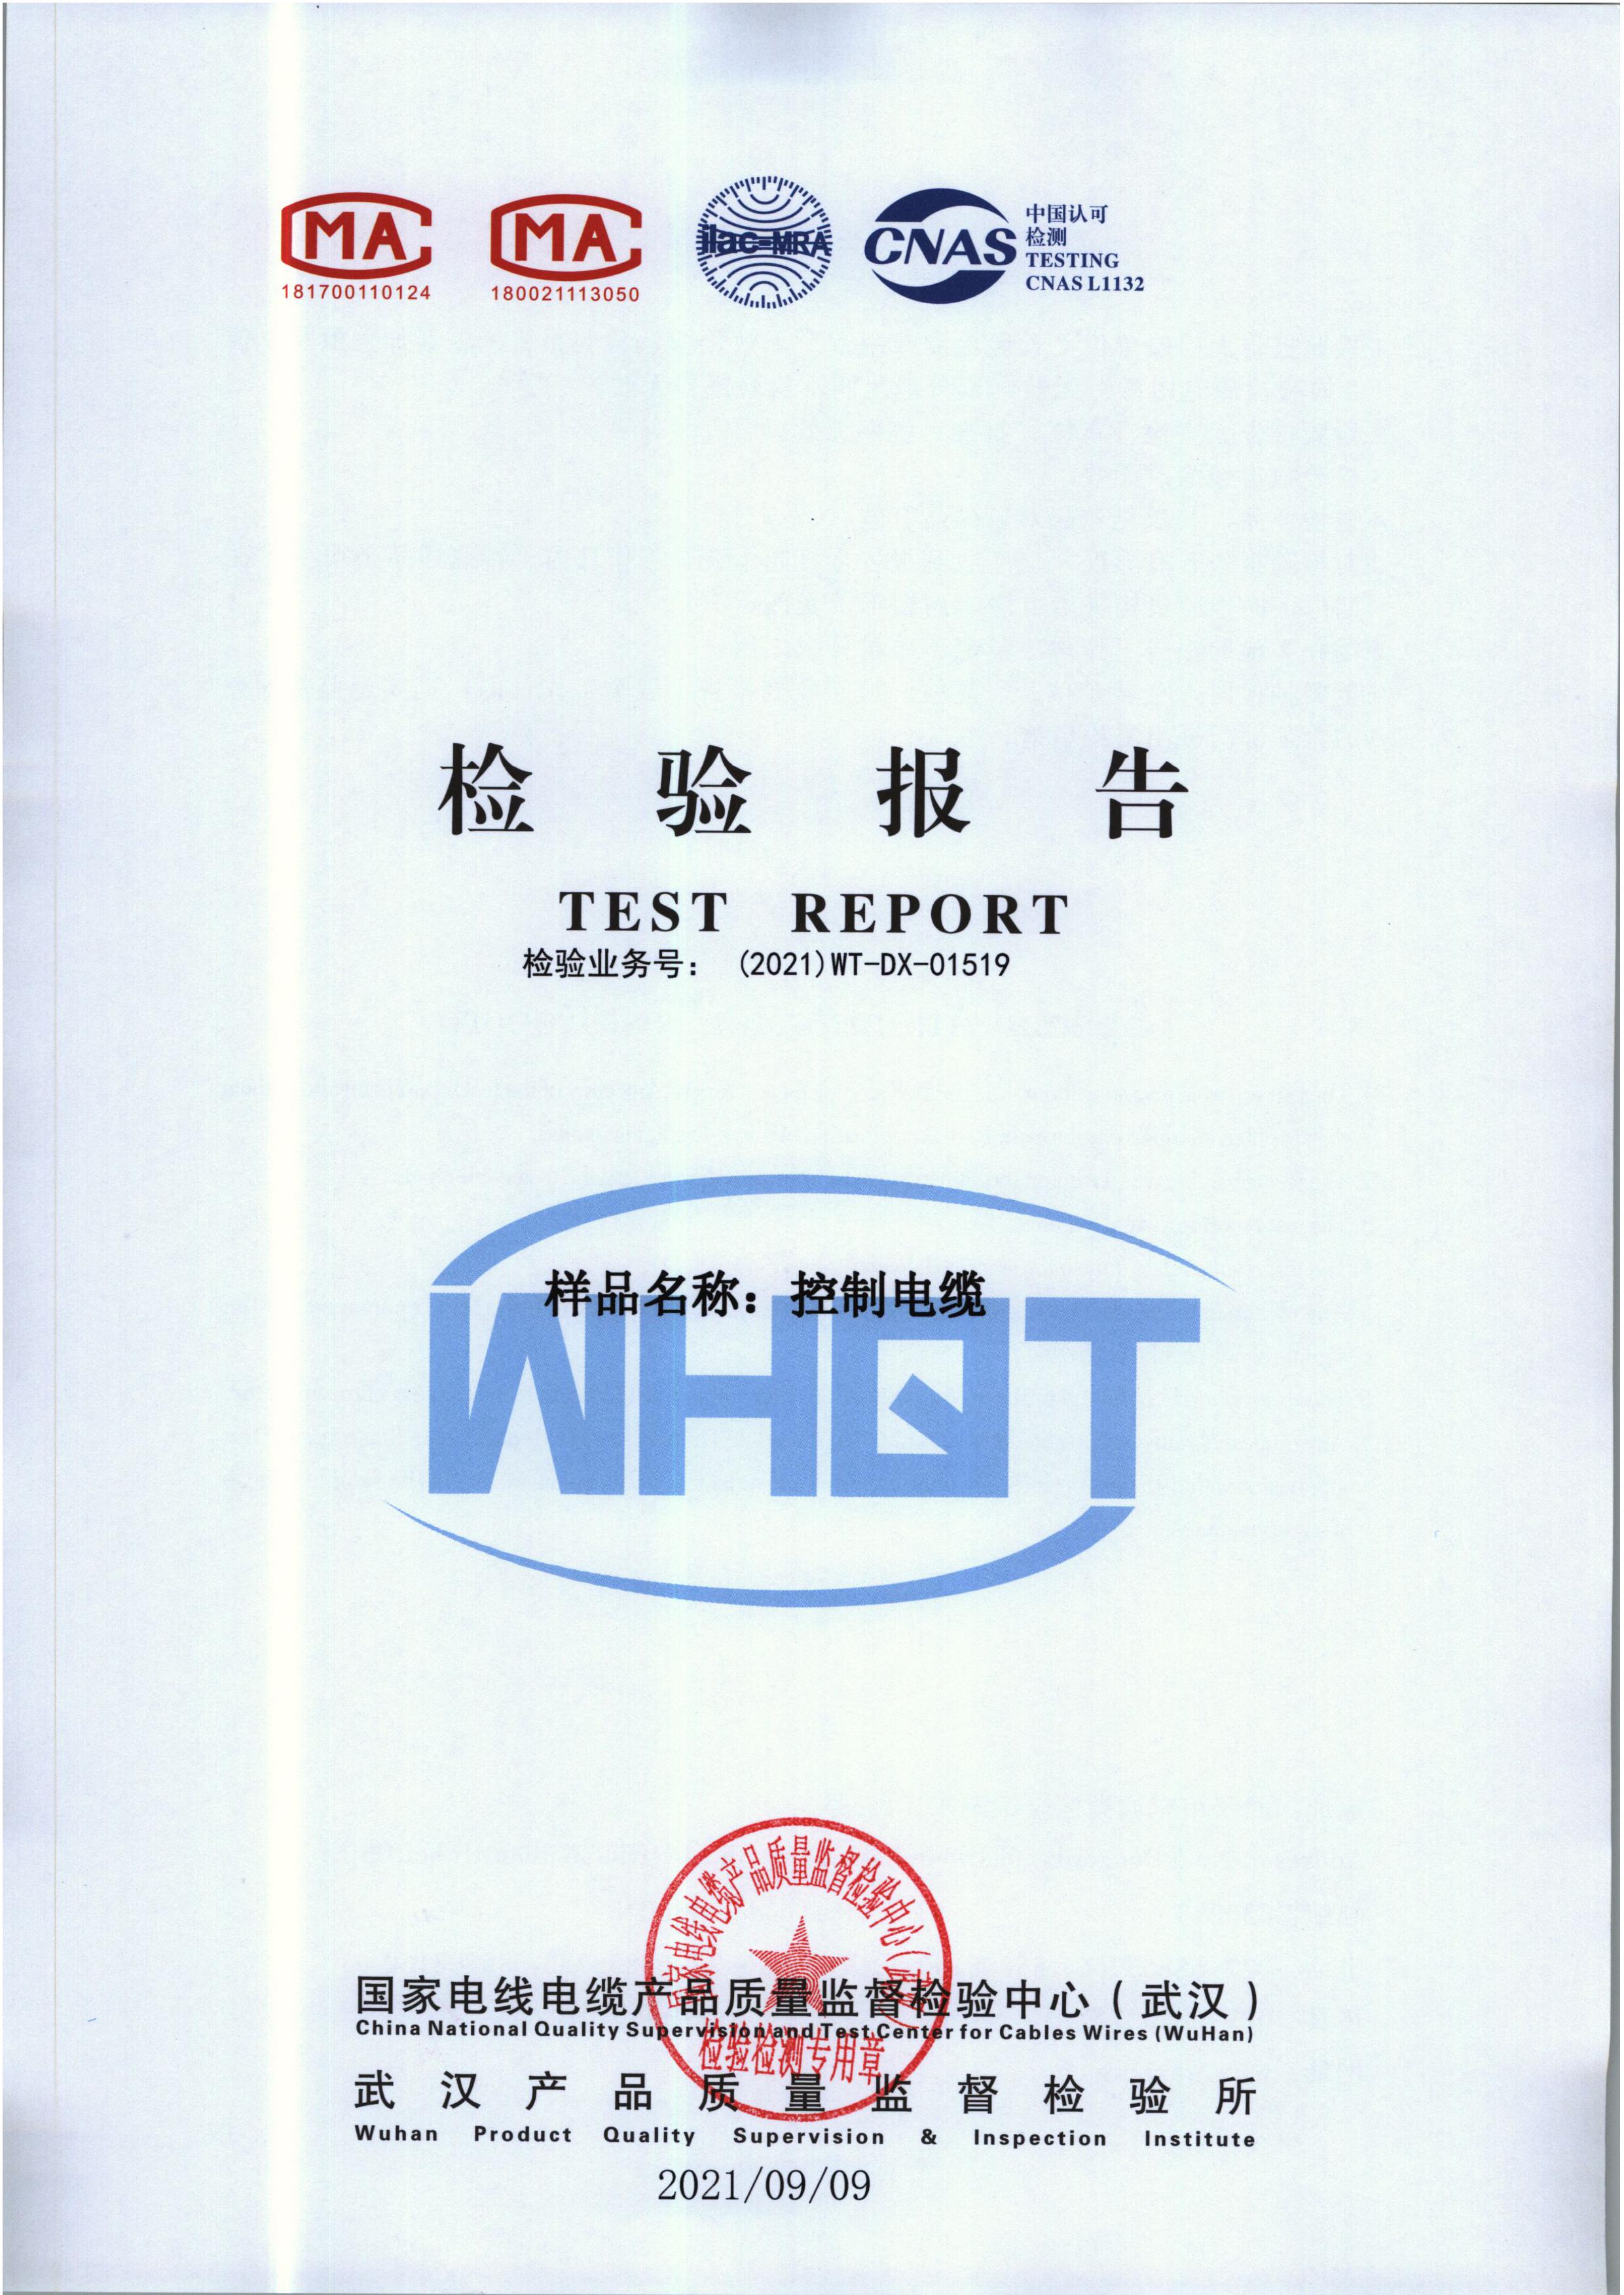 MA
181700110124
MA
180021113050
ilac-MRA
CNAS
中国认可
检测
TESTING
CNAS L1132
检验报告
TEST REPORT
检验业务号： (2021)WT-DX-01519
样品名称：控制电缆
WHQT
国家电线电缆产品质量监督检验中心（武汉）
检验检测专用章
国家电线电缆产品质量监督检验中心（武汉）
China National Quality Supervision and Test Center for Cables Wires (WuHan)
武汉产品质量监督检验所
Wuhan Product Quality Supervision & Inspection Institute
2021/09/09